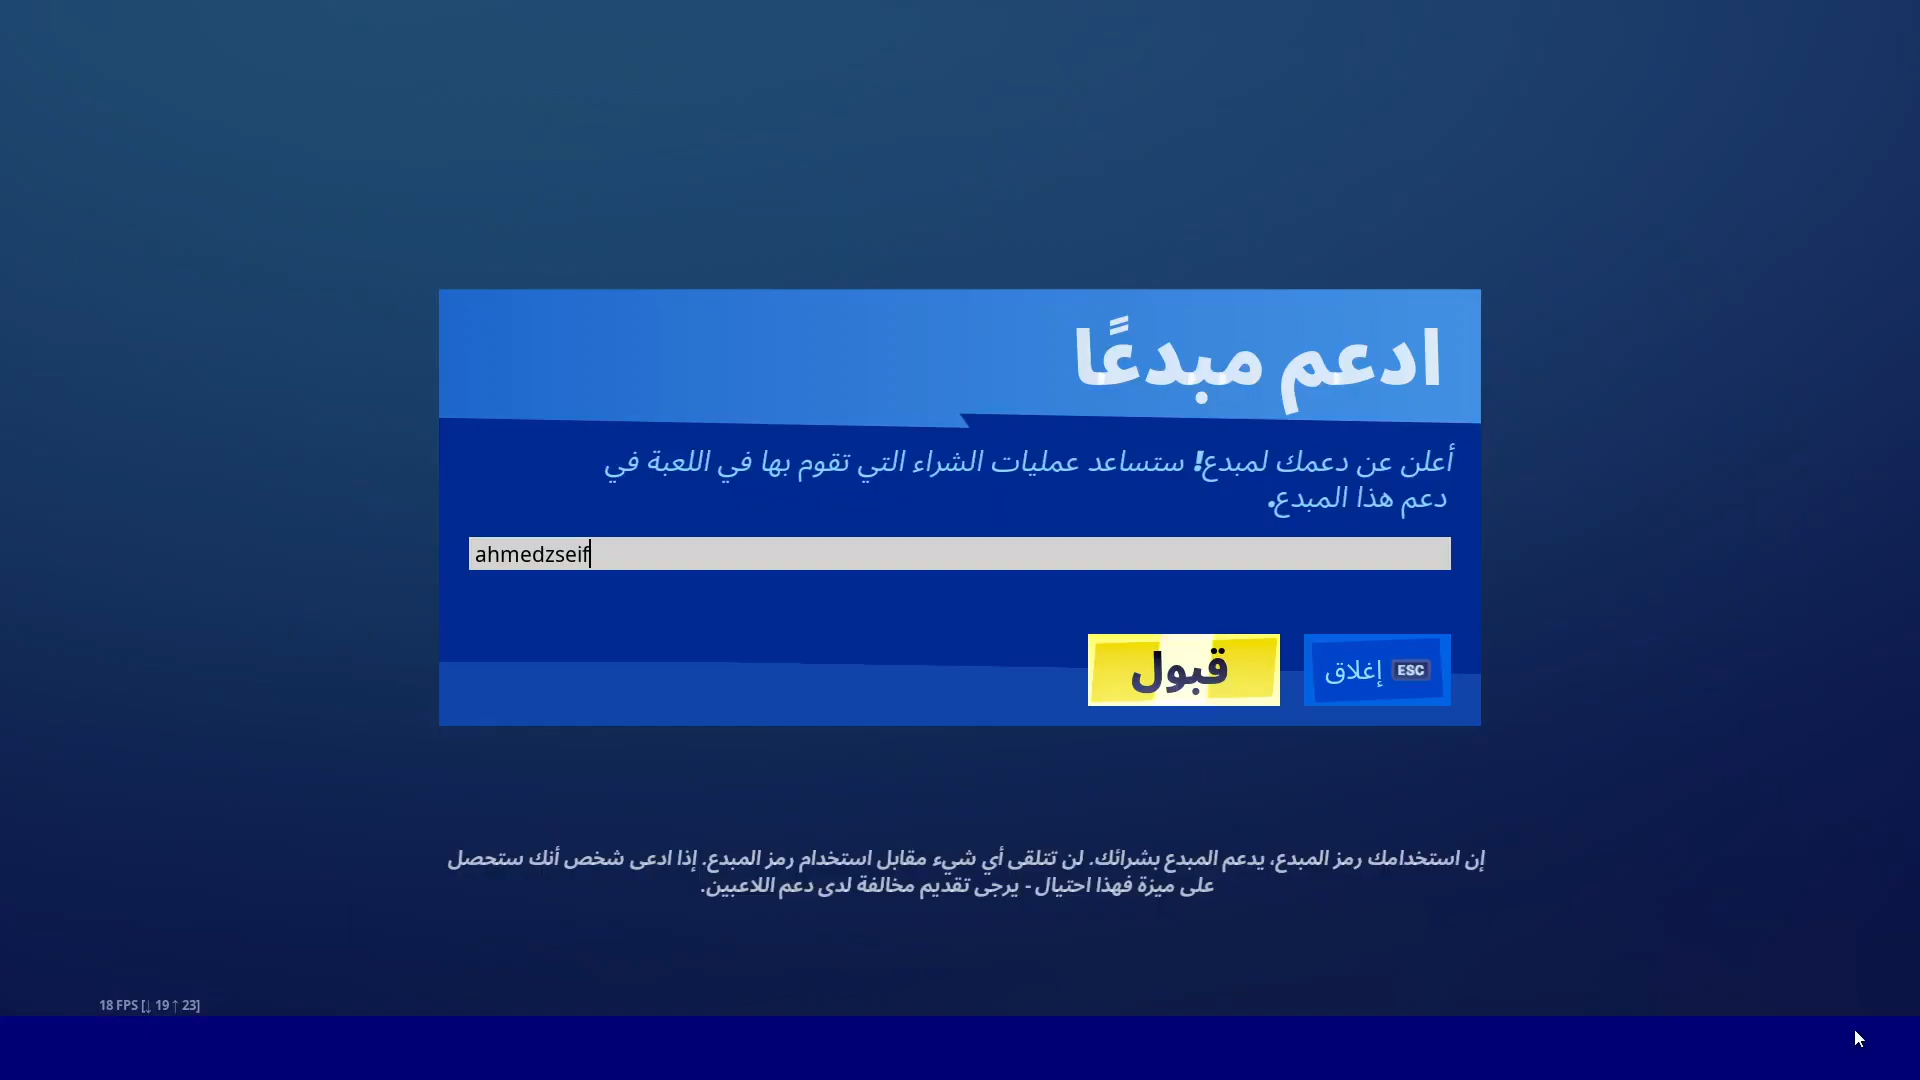 ادعم مبدعًا
أعلن عن دعمك لمبدع! ستساعد عمليات الشراء التي تقوم بها في اللعبة في
دعم هذا المبدع.
ahmedzseif
ESC إغلاق
قبول
إن استخدامك رمز المبدع، يدعم المبدع بشرائك. لن تتلقى أي شيء مقابل استخدام رمز المبدع. إذا ادعى شخص أنك ستحصل
على ميزة فهذا احتيال - يرجى تقديم مخالفة لدى دعم اللاعبين.
18 FPS [↓ 19 ↑ 23]